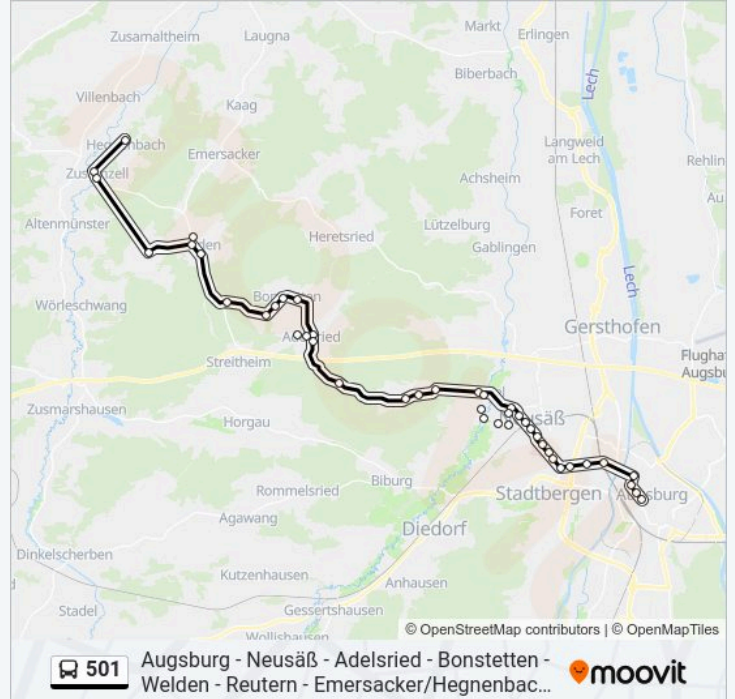 Zusamaltheim
Laugna
Markt
Erlingen
Biberbach
Lech
Villenbach
Kaag
Langweid
am Lech
Emersacker
Rehlin
Achsheim
Au
Foret
Altenmünster
Lützelburg
Heretsried
Gablingen
Lech
Wörleschwang
Gersthofen
Flugha
Augsbu
Streitheim
Zusmarshausen
Horgau
Biburg
Rommelsried
Stadtbergen
Agawang
Diedorf
Dinkelscherben
Kutzenhausen
Anhausen
Stadel
Gessertshausen
Wollishausen
© OpenStreetMap contributors | © OpenMapTiles
501
Augsburg - Neusäß - Adelsried - Bonstetten -
Welden - Reutern - Emersacker/Hegnenbac...
moovit